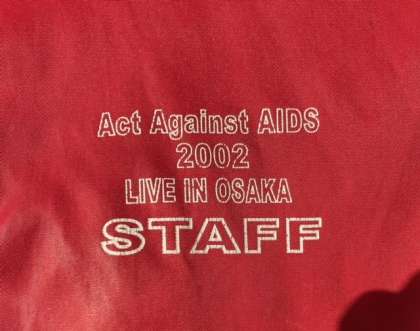 Act Against AIDS
2002
LIVE IN OSAKA
STAFF